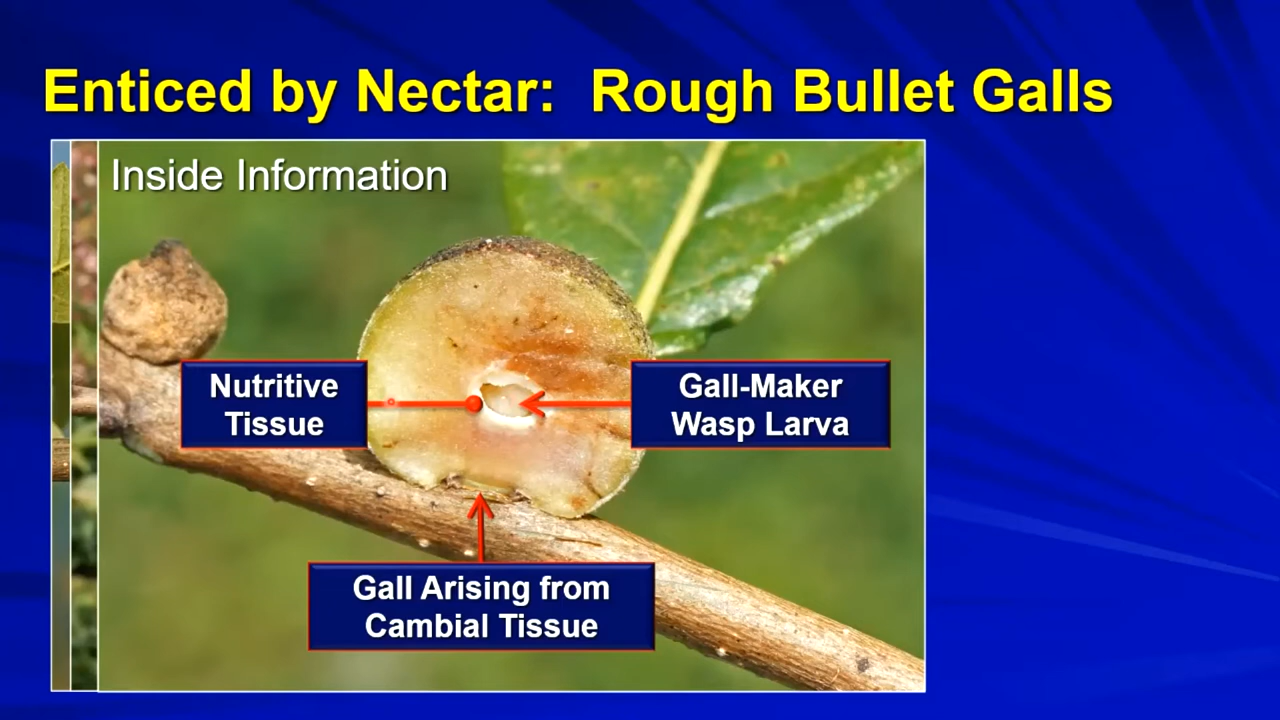 Enticed by Nectar:  Rough Bullet Galls
Inside Information
Nutritive
Tissue
Gall-Maker
Wasp Larva
Gall Arising from
Cambial Tissue